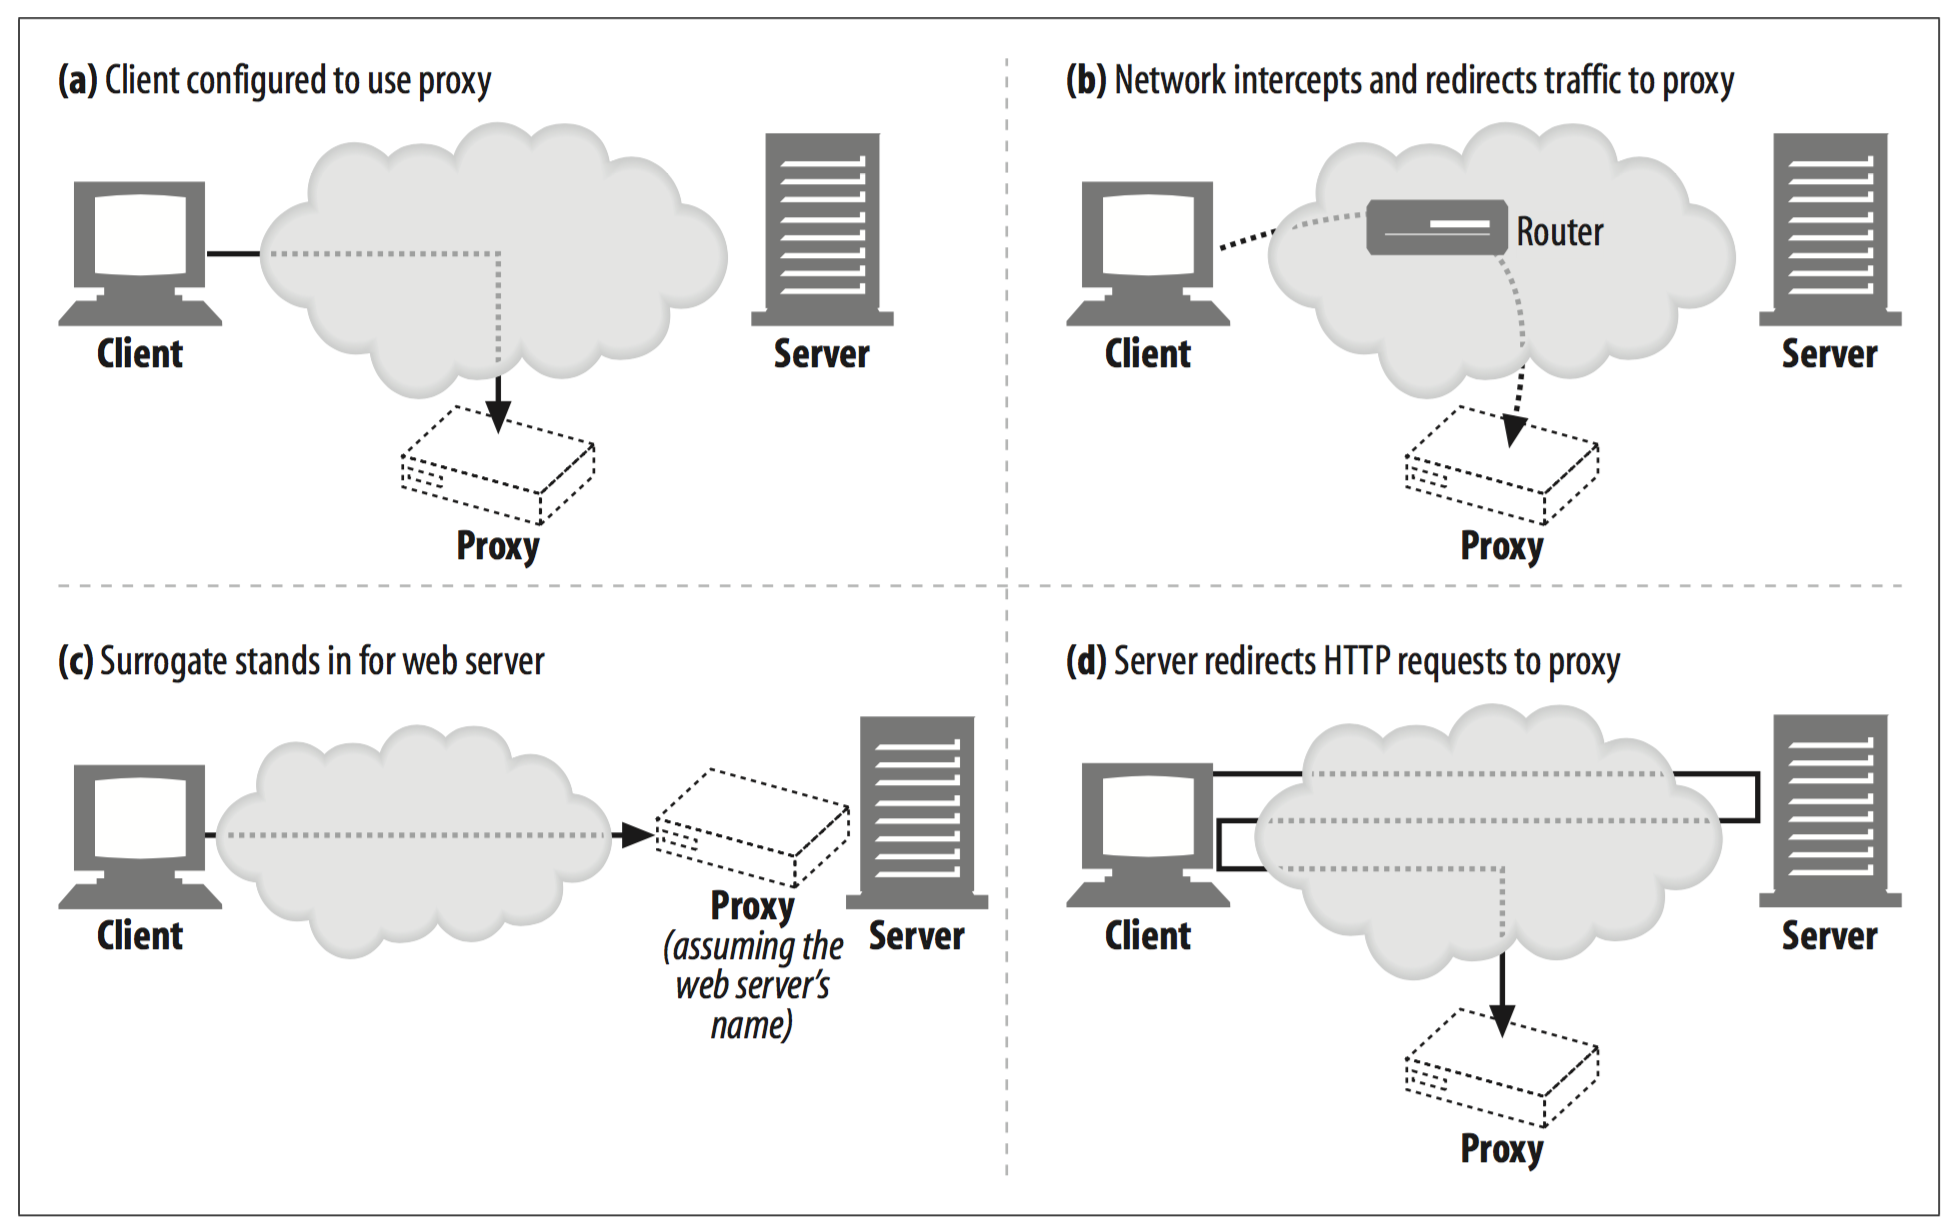 (a) Client configured to use proxy
Client
Server
Proxy
(b) Network intercepts and redirects traffic to proxy
Router
Client
Server
Proxy
(c) Surrogate stands in for web server
Client
Proxy
(assuming the
web server's
name)
Server
(d) Server redirects HTTP requests to proxy
Client
Server
Proxy